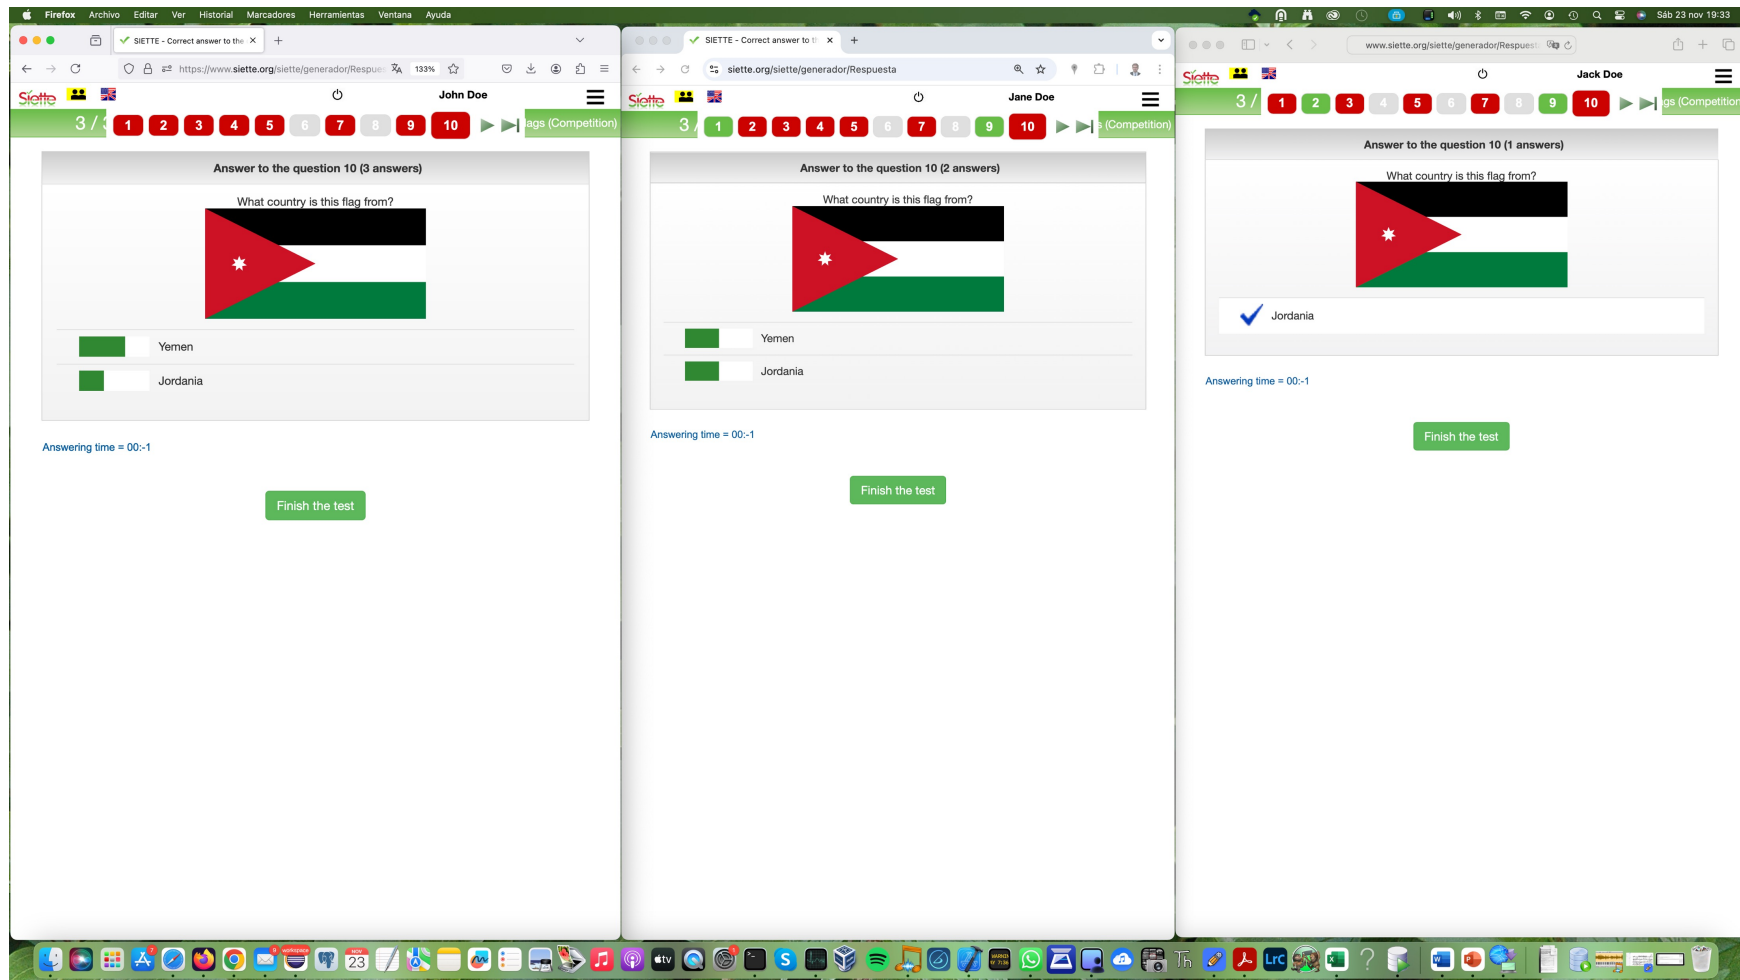 Firefox Archivo Editar Ver Historial Marcadores Herramientas Ventana Ayuda
Sáb 23 nov 19:33
SIETTE - Correct answer to the
https://www.siette.org/siette/generador/Respues
133%
Siette
John Doe
3 /
1 2 3 4 5 6 7 8 9 10
lags (Competition)
Answer to the question 10 (3 answers)
What country is this flag from?
Yemen
Jordania
Answering time = 00:-1
Finish the test
SIETTE - Correct answer to th
siette.org/siette/generador/Respuesta
Siette
Jane Doe
3 /
1 2 3 4 5 6 7 8 9 10
s (Competition)
Answer to the question 10 (2 answers)
What country is this flag from?
Yemen
Jordania
Answering time = 00:-1
Finish the test
www.siette.org/siette/generador/Respuest
Siette
Jack Doe
3 /
1 2 3 4 5 6 7 8 9 10
gs (Competition
Answer to the question 10 (1 answers)
What country is this flag from?
Jordania
Answering time = 00:-1
Finish the test
NOV
23
tv
Th
Lrc